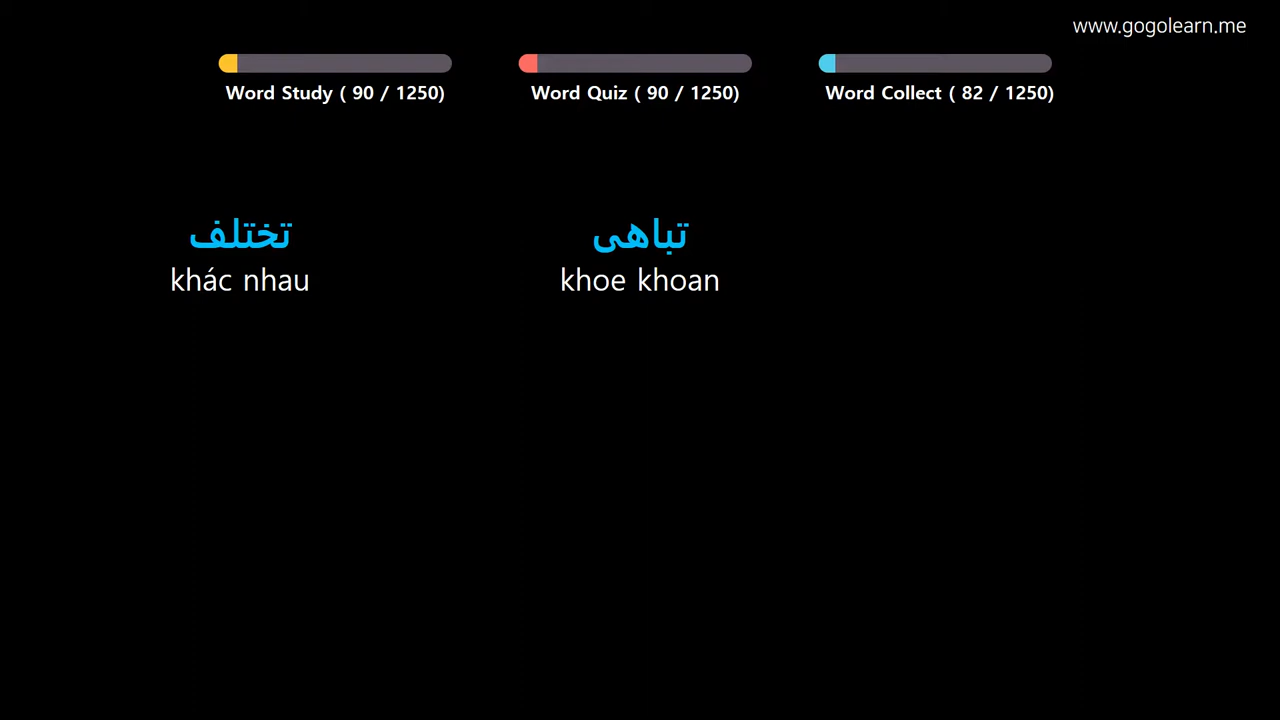 www.gogolearn.me
Word Study ( 90 / 1250)
Word Quiz ( 90 / 1250)
Word Collect ( 82 / 1250)
تختلف
khác nhau
تباهى
khoe khoan